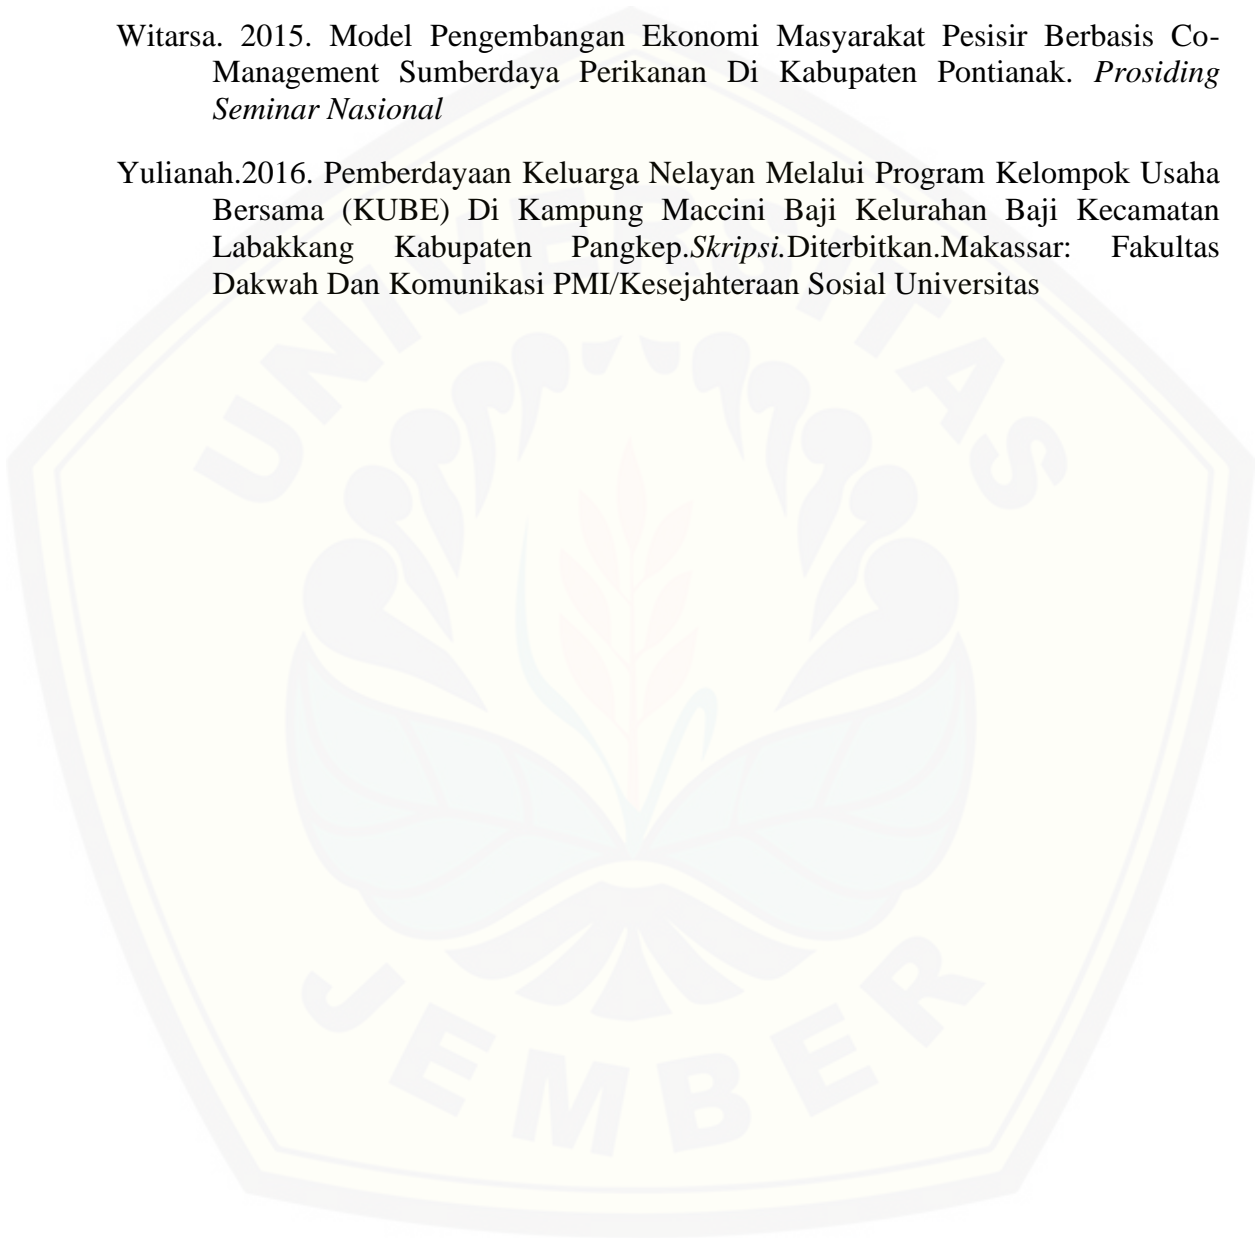 Witarsa. 2015. Model Pengembangan Ekonomi Masyarakat Pesisir Berbasis Co-
Management Sumberdaya Perikanan Di Kabupaten Pontianak. Prosiding
Seminar Nasional
Yulianah.2016. Pemberdayaan Keluarga Nelayan Melalui Program Kelompok Usaha
Bersama (KUBE) Di Kampung Maccini Baji Kelurahan Baji Kecamatan
Labakkang Kabupaten Pangkep.Skripsi.Diterbitkan.Makassar: Fakultas
Dakwah Dan Komunikasi PMI/Kesejahteraan Sosial Universitas
UNIVERSITAS
JEMBER